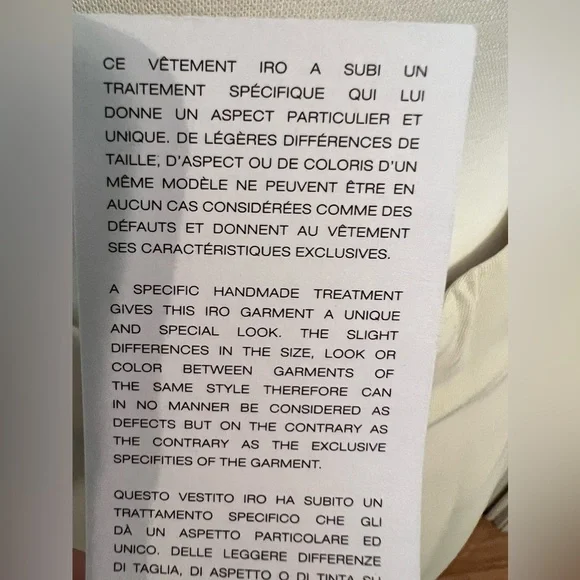 CE VÊTEMENT IRO A SUBI UN
TRAITEMENT SPÉCIFIQUE QUI LUI
DONNE UN ASPECT PARTICULIER ET
UNIQUE. DE LÉGÈRES DIFFÉRENCES DE
TAILLE, D'ASPECT OU DE COLORIS D'UN
MÊME MODÈLE NE PEUVENT ÊTRE EN
AUCUN CAS CONSIDÉRÉES COMME DES
DÉFAUTS ET DONNENT AU VÊTEMENT
SES CARACTÉRISTIQUES EXCLUSIVES.
A SPECIFIC HANDMADE TREATMENT
GIVES THIS IRO GARMENT A UNIQUE
AND SPECIAL LOOK. THE SLIGHT
DIFFERENCES IN THE SIZE, LOOK OR
COLOR BETWEEN GARMENTS OF
THE SAME STYLE THEREFORE CAN
IN NO MANNER BE CONSIDERED AS
DEFECTS BUT ON THE CONTRARY AS
THE CONTRARY AS THE EXCLUSIVE
SPECIFITIES OF THE GARMENT.
QUESTO VESTITO IRO HA SUBITO UN
TRATTAMENTO SPECIFICO CHE GLI
DÀ UN ASPETTO PARTICOLARE ED
UNICO. DELLE LEGGERE DIFFERENZE
DI TAGLIA, DI ASPETTO O DI TINTA SU